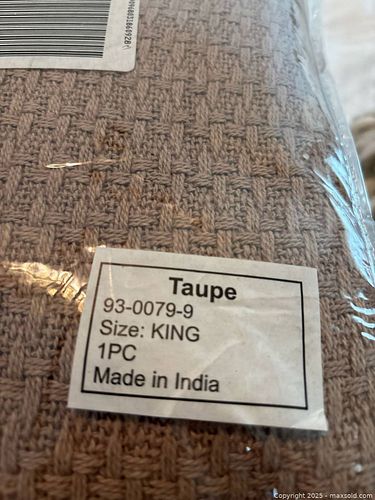 Taupe
93-0079-9
Size: KING
1PC
Made in India
Copyright 2025 - maxsold.com